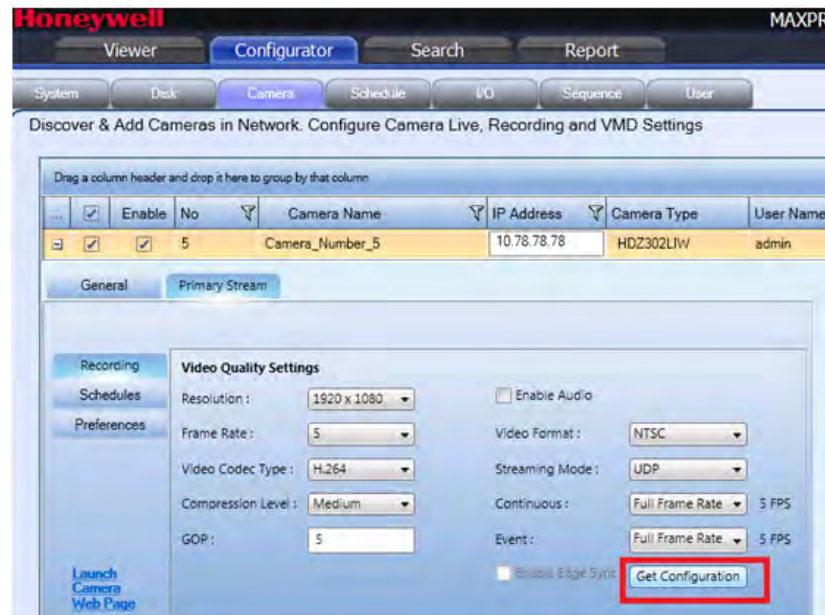 Honeywell
MAXPR
Viewer Configurator Search Report
System Disk Camera Schedule I/O Sequence User
Discover & Add Cameras in Network. Configure Camera Live, Recording and VMD Settings
Drag a column header and drop it here to group by that column
... Enable No Camera Name IP Address Camera Type User Name
5 Camera_Number_5 10.78.78.78 HDZ302LIW admin
General Primary Stream
Recording
Schedules
Preferences
Launch
Camera
Web Page
Video Quality Settings
Resolution : 1920 x 1080 Enable Audio
Frame Rate : 5 Video Format : NTSC
Video Codec Type : H.264 Streaming Mode : UDP
Compression Level : Medium Continuous : Full Frame Rate 5 FPS
GOP : 5 Event : Full Frame Rate 5 FPS
Enable Edge Sync Get Configuration